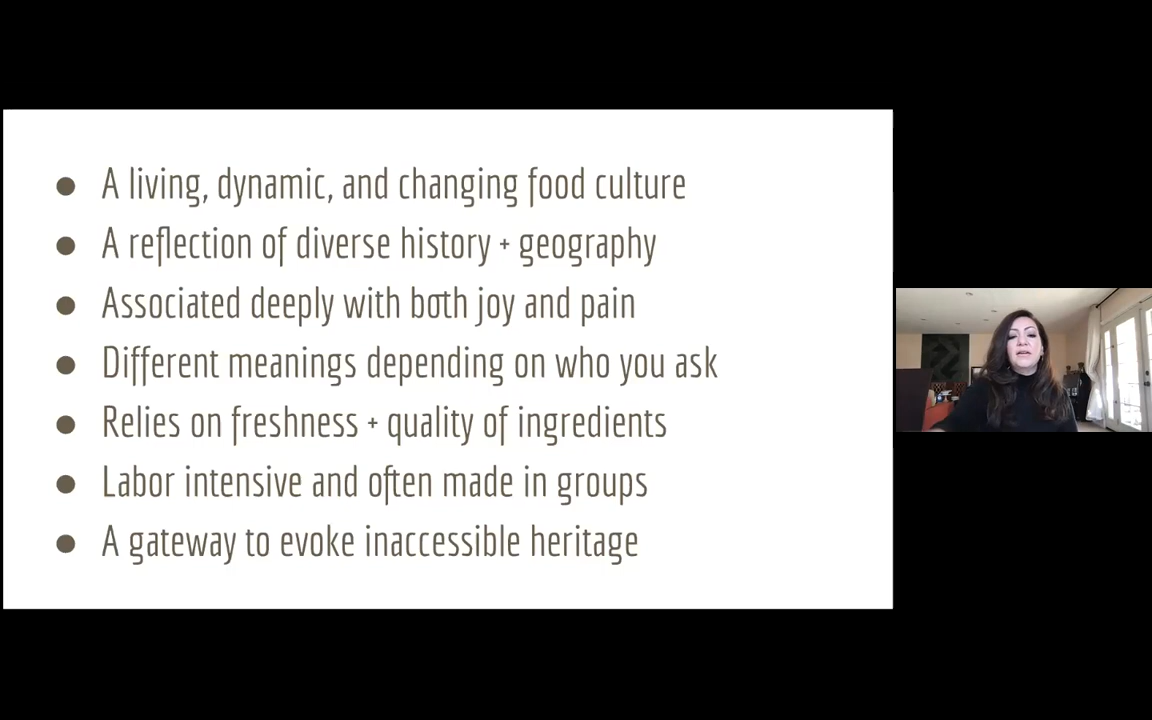 ● A living, dynamic, and changing food culture
● A reflection of diverse history + geography
● Associated deeply with both joy and pain
● Different meanings depending on who you ask
● Relies on freshness + quality of ingredients
● Labor intensive and often made in groups
● A gateway to evoke inaccessible heritage